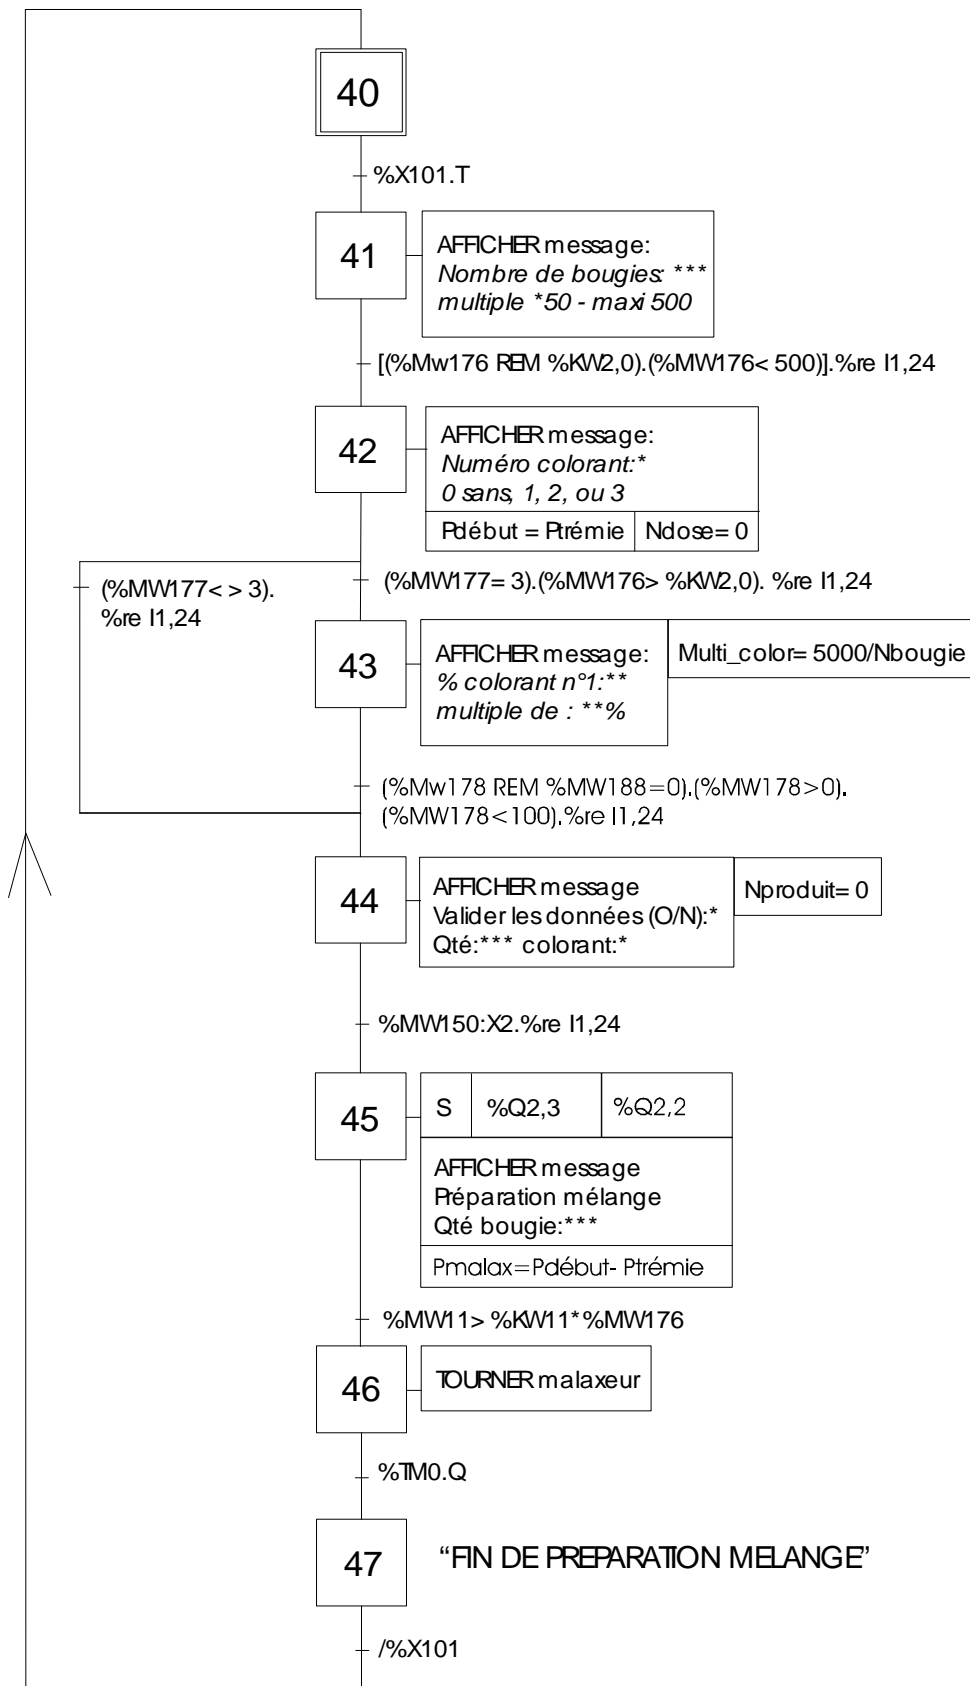 40
%X101.T
41
AFFICHER message:
Nombre de bougies: ***
multiple *50 - maxi 500
[(%Mw176 REM %KW2,0).(%MW176< 500)].%re I1,24
42
AFFICHER message:
Numéro colorant:*
0 sans, 1, 2, ou 3
Pdébut = Ptrémie Ndose= 0
(%MW177< > 3).
%re I1,24
(%MW177= 3).(%MW176> %KW2,0). %re I1,24
43
AFFICHER message:
% colorant n°1:**
multiple de : **%
Multi_color= 5000/Nbougie
(%Mw178 REM %MW188=0).(%MW178>0).
(%MW178<100).%re I1,24
44
AFFICHER message
Valider les données (O/N):*
Qté:*** colorant:*
Nproduit= 0
%MW150:X2.%re I1,24
45
S %Q2,3 %Q2,2
AFFICHER message
Préparation mélange
Qté bougie:***
Pmalax=Pdébut- Ptrémie
%MW11> %KW11*%MW176
46
TOURNER malaxeur
%TM0.Q
47
“FIN DE PREPARATION MELANGE”
/%X101